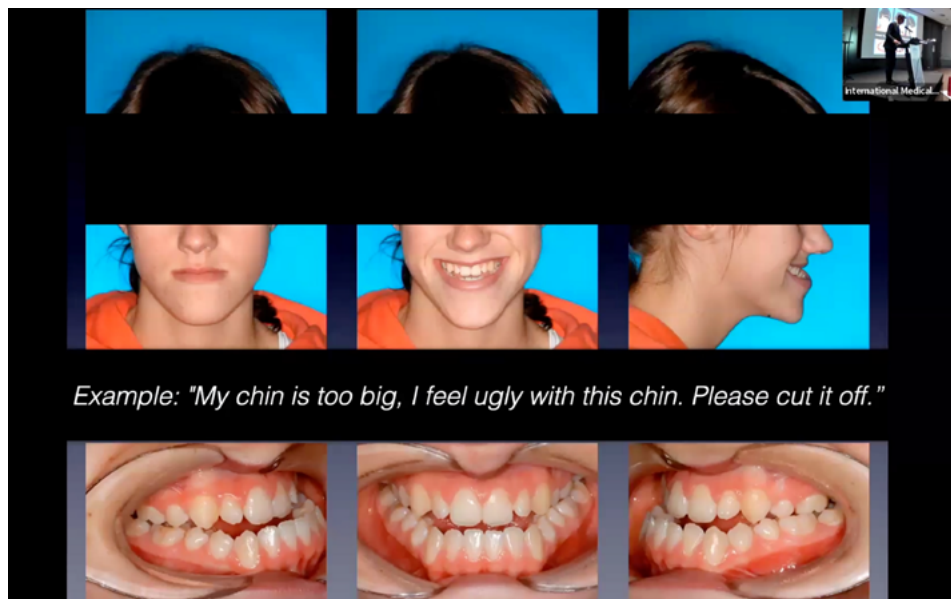 International Medical...
Example: "My chin is too big, I feel ugly with this chin. Please cut it off.”